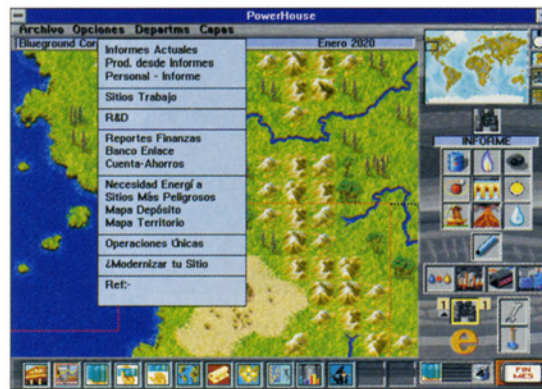 PowerHouse
Archivo Opciones Departms Capas
Blueground Cor
Enero 2020
Informes Actuales
Prod. desde Informes
Personal - Informe
Sitios Trabajo
R&D
Reportes Finanzas
Banco Enlace
Cuenta-Ahorros
Necesidad Energí a
Sitios Más Peligrosos
Mapa Depósito
Mapa Territorio
Operaciones Únicas
¿Modernizar tu Sitio
Ref:-
INFORME
1
1
e
FIN
MES